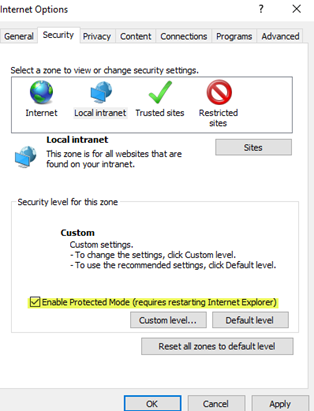 Internet Options
? ×
General Security Privacy Content Connections Programs Advanced
Select a zone to view or change security settings.
Internet Local intranet Trusted sites Restricted
sites
Local intranet
This zone is for all websites that are
found on your intranet.
Sites
Security level for this zone
Custom
Custom settings.
- To change the settings, click Custom level.
- To use the recommended settings, click Default level.
Enable Protected Mode (requires restarting Internet Explorer)
Custom level... Default level
Reset all zones to default level
OK Cancel Apply